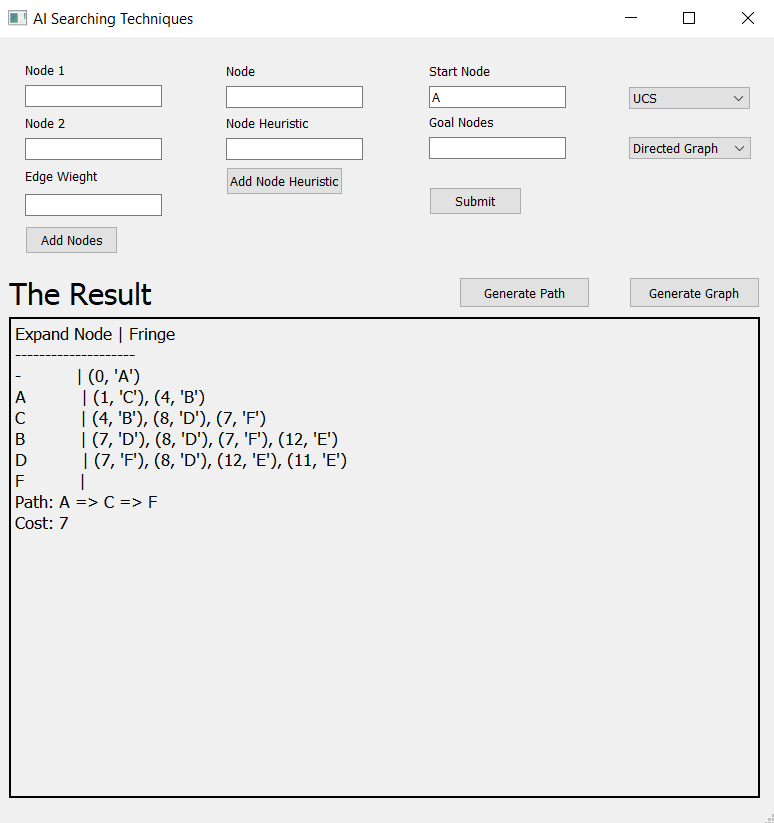 AI Searching Techniques
Node 1
Node
Start Node
A
UCS
Node 2
Node Heuristic
Goal Nodes
Directed Graph
Edge Wieght
Add Node Heuristic
Submit
Add Nodes
The Result
Generate Path
Generate Graph
Expand Node | Fringe
--------------------
- | (0, 'A')
A | (1, 'C'), (4, 'B')
C | (4, 'B'), (8, 'D'), (7, 'F')
B | (7, 'D'), (8, 'D'), (7, 'F'), (12, 'E')
D | (7, 'F'), (8, 'D'), (12, 'E'), (11, 'E')
F |
Path: A => C => F
Cost: 7